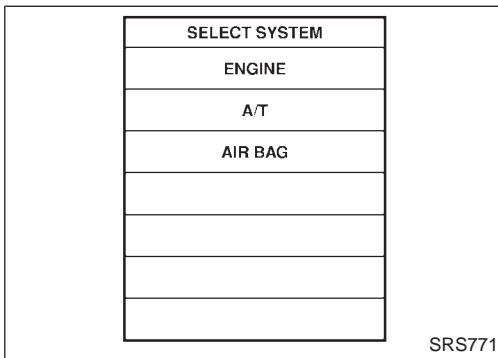 SELECT SYSTEM
ENGINE
A/T
AIR BAG
SRS771